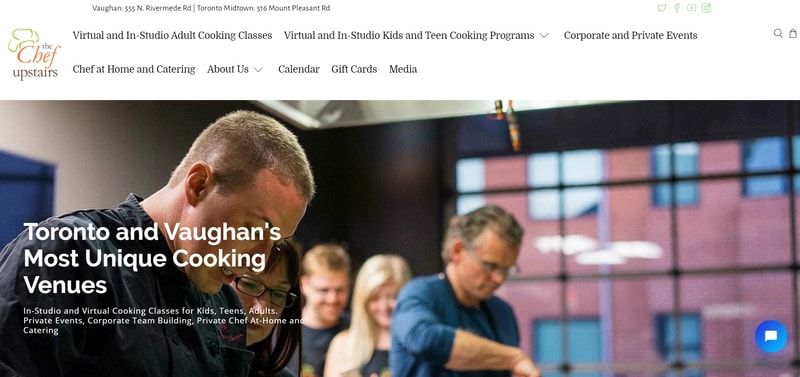 Vaughan: 555 N. Rivermede Rd | Toronto Midtown: 516 Mount Pleasant Rd
the
Chef
upstairs
Virtual and In-Studio Adult Cooking Classes
Virtual and In-Studio Kids and Teen Cooking Programs
Corporate and Private Events
Chef at Home and Catering
About Us
Calendar
Gift Cards
Media
Toronto and Vaughan's
Most Unique Cooking
Venues
In-Studio and Virtual Cooking Classes for Kids, Teens, Adults.
Private Events, Corporate Team Building, Private Chef At-Home and
Catering